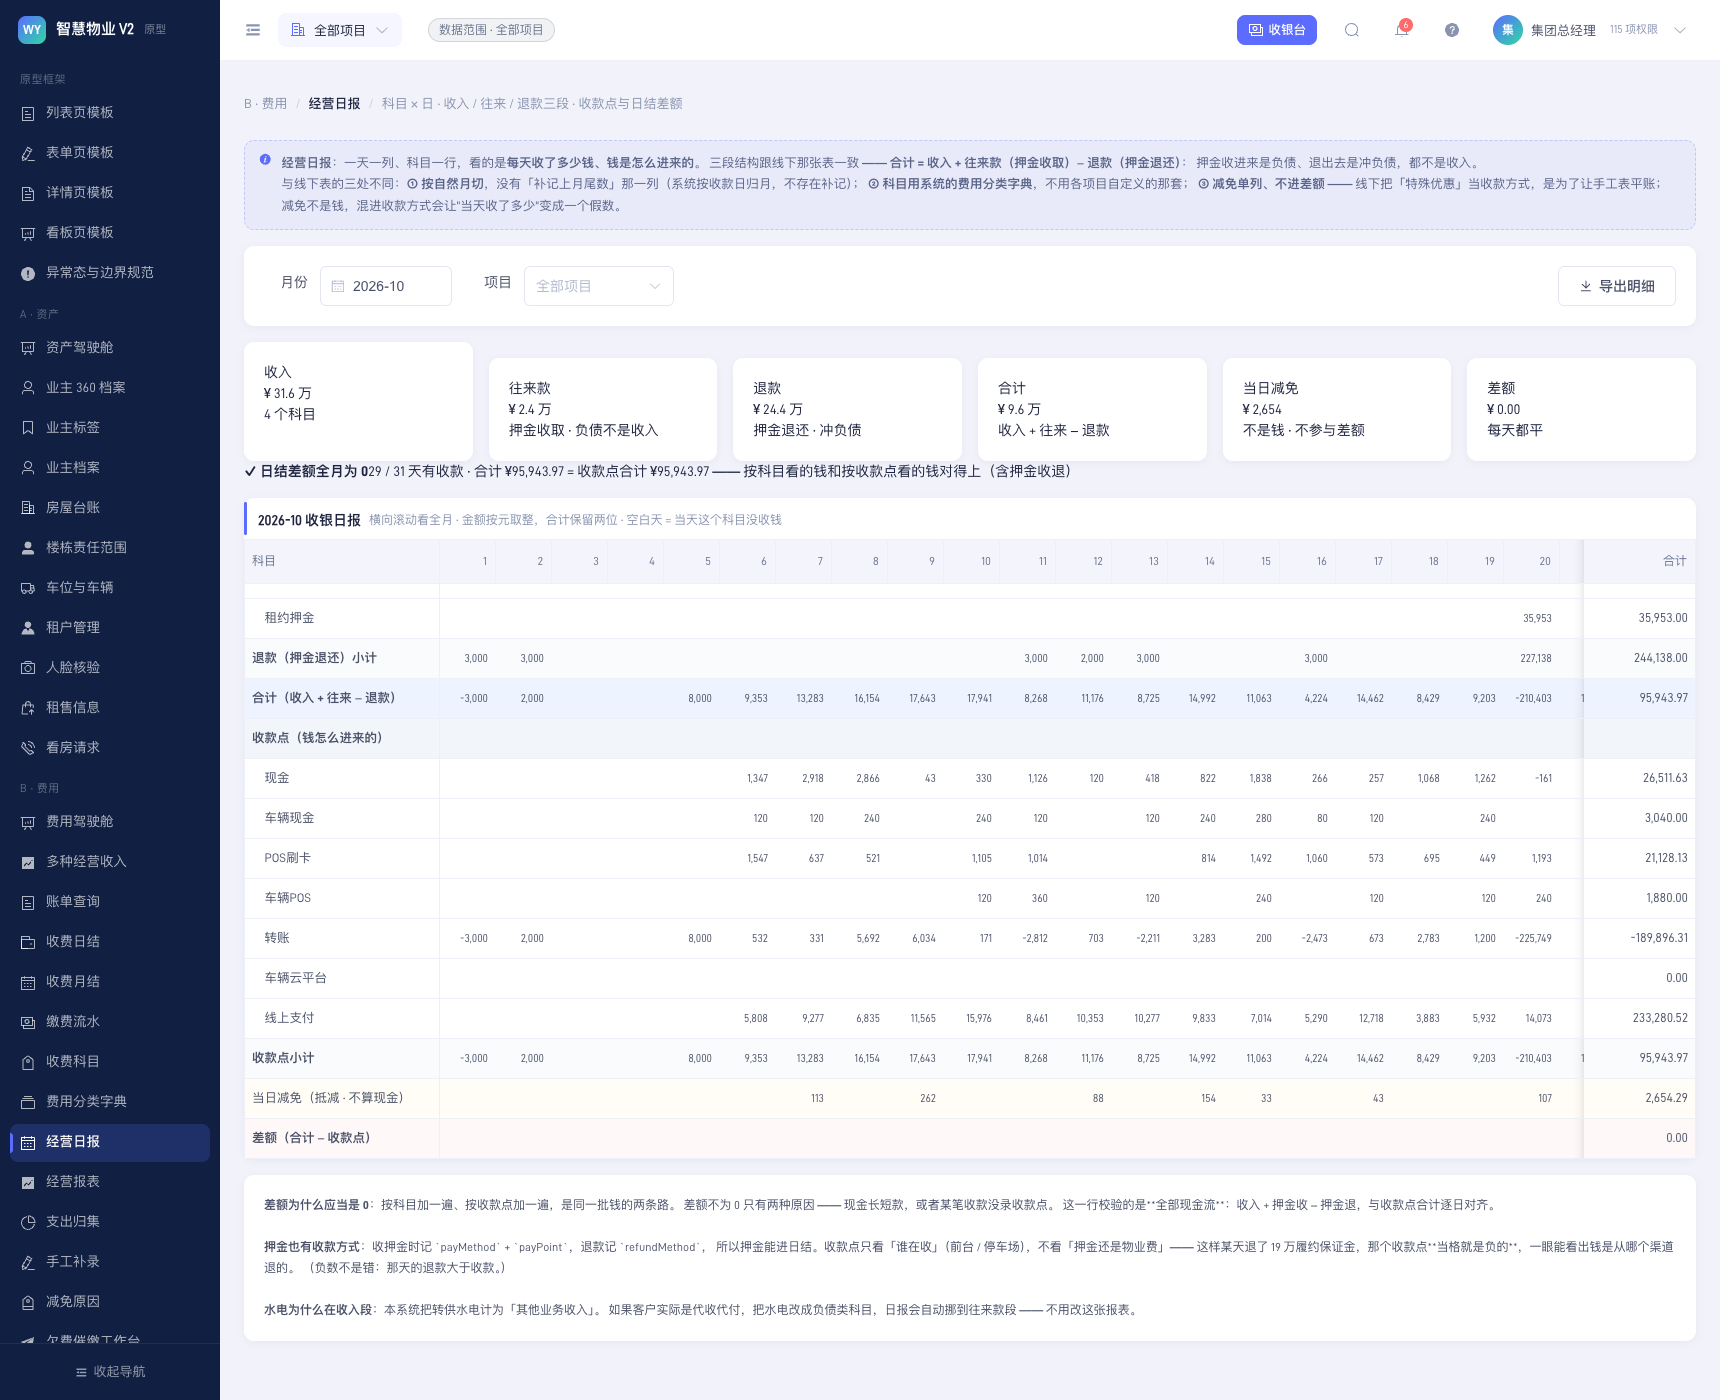 WY 智慧物业 V2 原型
原型框架
列表页模板
表单页模板
详情页模板
看板页模板
异常态与边界规范
A · 资产
资产驾驶舱
业主 360 档案
业主标签
业主档案
房屋台账
楼栋责任范围
车位与车辆
租户管理
人脸核验
租售信息
看房请求
B · 费用
费用驾驶舱
多种经营收入
账单查询
收费日结
收费月结
缴费流水
收费科目
费用分类字典
经营日报
经营报表
支出归集
手工补录
减免原因
欠费催缴工作台
收起导航
全部项目
数据范围 · 全部项目
收银台
6
集 集团总经理 115 项权限
B · 费用 / 经营日报 / 科目 × 日 · 收入 / 往来 / 退款三段 · 收款点与日结差额
经营日报：一天一列、科目一行，看的是每天收了多少钱、钱是怎么进来的。 三段结构跟线下那张表一致 —— 合计 = 收入 + 往来款（押金收取）− 退款（押金退还）： 押金收进来是负债、退出去是冲负债，都不是收入。
与线下表的三处不同：① 按自然月切，没有「补记上月尾数」那一列（系统按收款日归月，不存在补记）；② 科目用系统的费用分类字典，不用各项目自定义的那套；③ 减免单列、不进差额 —— 线下把「特殊优惠」当收款方式，是为了让手工表平账；
减免不是钱，混进收款方式会让"当天收了多少"变成一个假数。
月份 2026-10 项目 全部项目 导出明细
收入
¥ 31.6 万
4 个科目
往来款
¥ 2.4 万
押金收取 · 负债不是收入
退款
¥ 24.4 万
押金退还 · 冲负债
合计
¥ 9.6 万
收入 + 往来 − 退款
当日减免
¥ 2,654
不是钱 · 不参与差额
差额
¥ 0.00
每天都平
日结差额全月为 029 / 31 天有收款 · 合计 ¥95,943.97 = 收款点合计 ¥95,943.97 —— 按科目看的钱和按收款点看的钱对得上（含押金收退）
2026-10 收银日报 横向滚动看全月 · 金额按元取整，合计保留两位 · 空白天 = 当天这个科目没收钱
科目 1 2 3 4 5 6 7 8 9 10 11 12 13 14 15 16 17 18 19 20 合计
租约押金 35,953 35,953.00
退款（押金退还）小计 3,000 3,000 3,000 2,000 3,000 3,000 227,138 244,138.00
合计（收入 + 往来 − 退款） -3,000 2,000 8,000 9,353 13,283 16,154 17,643 17,941 8,268 11,176 8,725 14,992 11,063 4,224 14,462 8,429 9,203 -210,403 1 95,943.97
收款点（钱怎么进来的）
现金 1,347 2,918 2,866 43 330 1,126 120 418 822 1,838 266 257 1,068 1,262 -161 26,511.63
车辆现金 120 120 240 240 120 120 240 280 80 120 240 3,040.00
POS刷卡 1,547 637 521 1,105 1,014 814 1,492 1,060 573 695 449 1,193 21,128.13
车辆POS 120 360 120 240 120 120 240 1,880.00
转账 -3,000 2,000 8,000 532 331 5,692 6,034 171 -2,812 703 -2,211 3,283 200 -2,473 673 2,783 1,200 -225,749 -189,896.31
车辆云平台 0.00
线上支付 5,808 9,277 6,835 11,565 15,976 8,461 10,353 10,277 9,833 7,014 5,290 12,718 3,883 5,932 14,073 233,280.52
收款点小计 -3,000 2,000 8,000 9,353 13,283 16,154 17,643 17,941 8,268 11,176 8,725 14,992 11,063 4,224 14,462 8,429 9,203 -210,403 1 95,943.97
当日减免（抵减 · 不算现金） 113 262 88 154 33 43 107 2,654.29
差额（合计 − 收款点） 0.00
差额为什么应当是 0：按科目加一遍、按收款点加一遍，是同一批钱的两条路。 差额不为 0 只有两种原因 —— 现金长短款，或者某笔收款没录收款点。 这一行校验的是**全部现金流**：收入 + 押金收 − 押金退，与收款点合计逐日对齐。
押金也有收款方式：收押金时记 `payMethod` + `payPoint`，退款记 `refundMethod`， 所以押金能进日结。收款点只看「谁在收」（前台 / 停车场），不看「押金还是物业费」—— 这样某天退了 19 万履约保证金，那个收款点**当格就是负的**，一眼能看出钱是从哪个渠道
退的。 （负数不是错：那天的退款大于收款。）
水电为什么在收入段：本系统把转供水电计为「其他业务收入」。 如果客户实际是代收代付，把水电改成负债类科目，日报会自动挪到往来款段 —— 不用改这张报表。